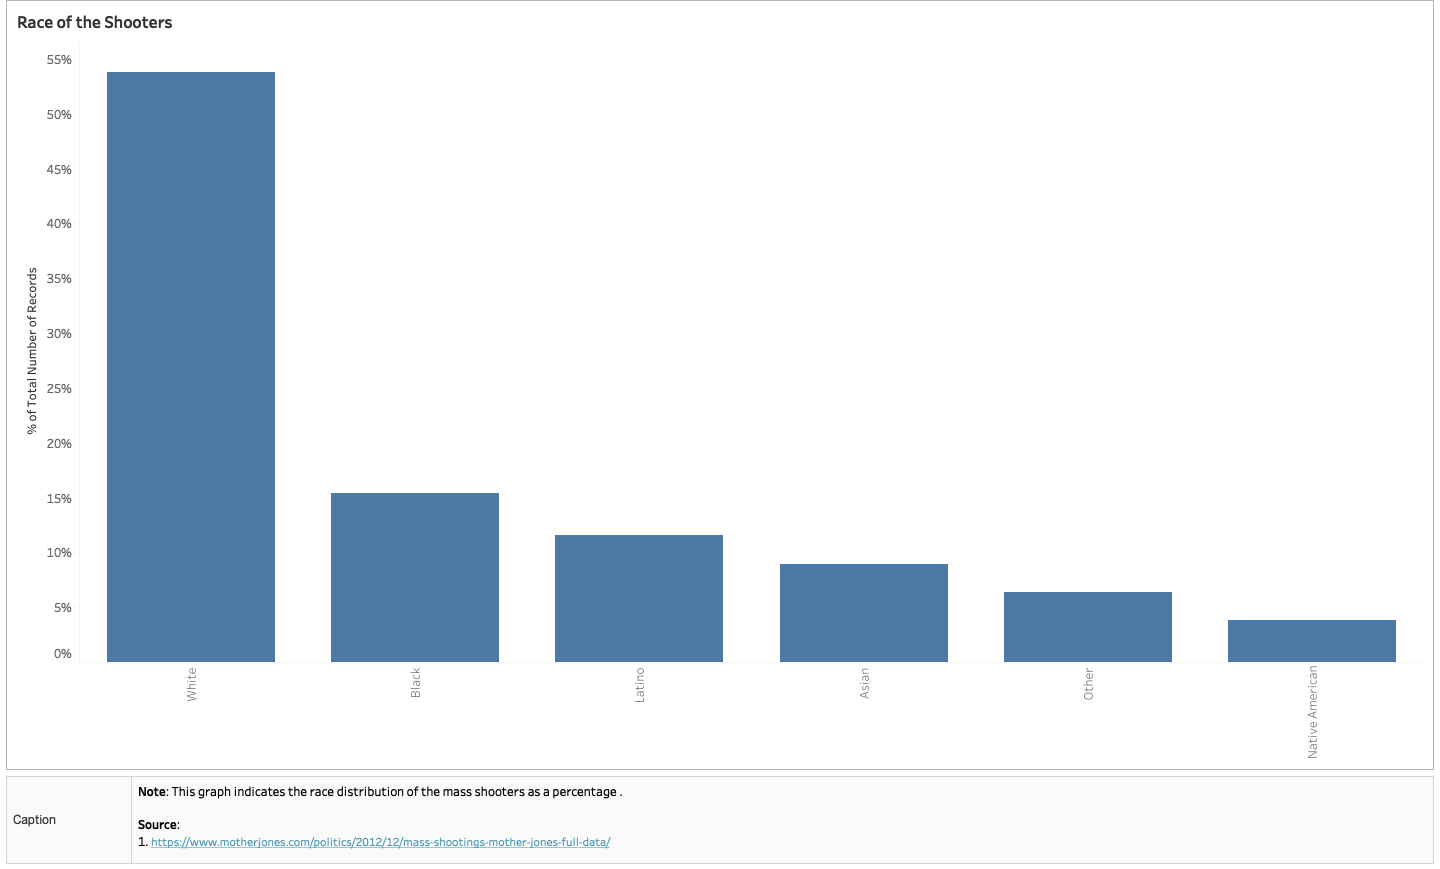 Race of the Shooters
55%
50%
45%
40%
35%
30%
25%
20%
15%
10%
5%
0%
% of Total Number of Records
White
Black
Latino
Asian
Other
Native American
Caption
Note: This graph indicates the race distribution of the mass shooters as a percentage .
Source:
1. https://www.motherjones.com/politics/2012/12/mass-shootings-mother-jones-full-data/